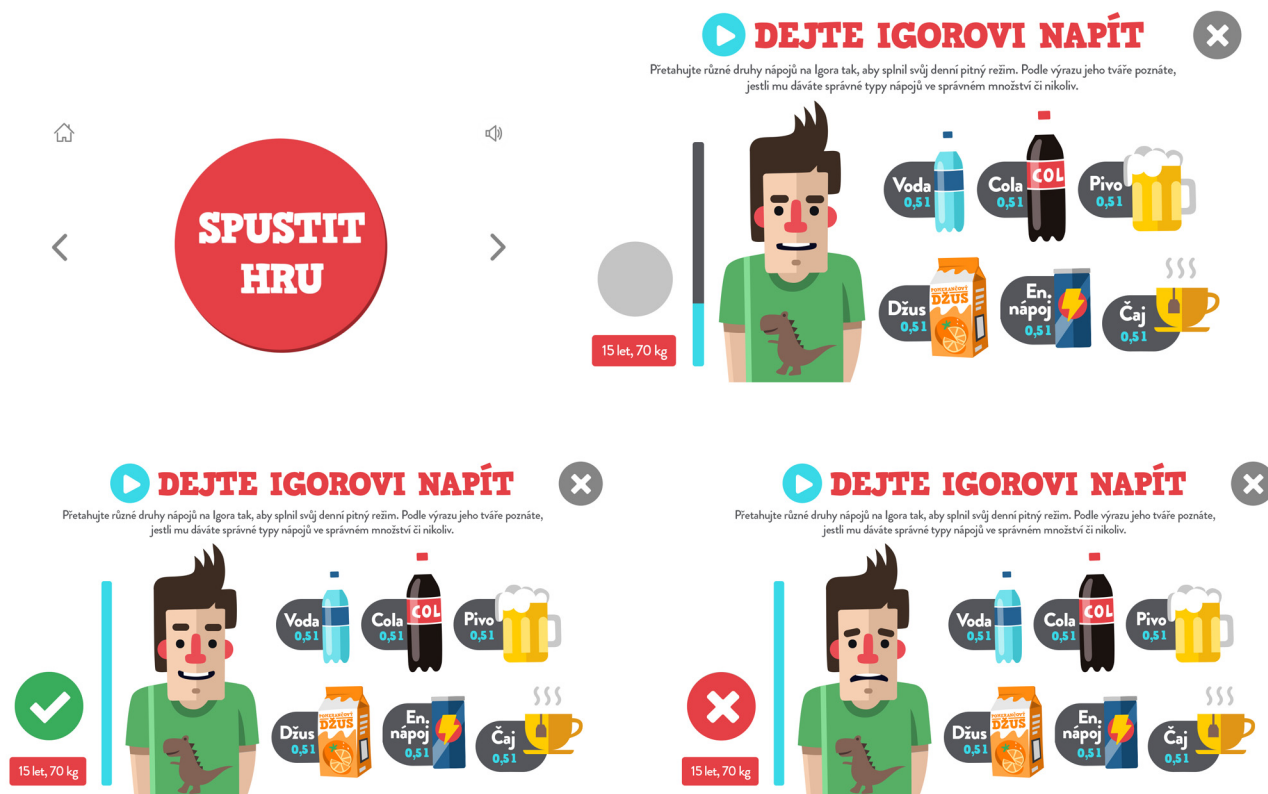 SPUSTIT
HRU
DEJTE IGOROVI NAPÍT
Přetahujte různé druhy nápojů na Igora tak, aby splnil svůj denní pitný režim. Podle výrazu jeho tváře poznáte,
jestli mu dáváte správné typy nápojů ve správném množství či nikoliv.
Voda
0,5 l
Cola
0,5 l
COL
Pivo
0,5 l
Džus
0,5 l
POMERANČOVÝ
DŽUS
En.
nápoj
0,5 l
Čaj
0,5 l
15 let, 70 kg
DEJTE IGOROVI NAPÍT
Přetahujte různé druhy nápojů na Igora tak, aby splnil svůj denní pitný režim. Podle výrazu jeho tváře poznáte,
jestli mu dáváte správné typy nápojů ve správném množství či nikoliv.
Voda
0,5 l
Cola
0,5 l
COL
Pivo
0,5 l
Džus
0,5 l
POMERANČOVÝ
DŽUS
En.
nápoj
0,5 l
Čaj
0,5 l
15 let, 70 kg
DEJTE IGOROVI NAPÍT
Přetahujte různé druhy nápojů na Igora tak, aby splnil svůj denní pitný režim. Podle výrazu jeho tváře poznáte,
jestli mu dáváte správné typy nápojů ve správném množství či nikoliv.
Voda
0,5 l
Cola
0,5 l
COL
Pivo
0,5 l
Džus
0,5 l
POMERANČOVÝ
DŽUS
En.
nápoj
0,5 l
Čaj
0,5 l
15 let, 70 kg